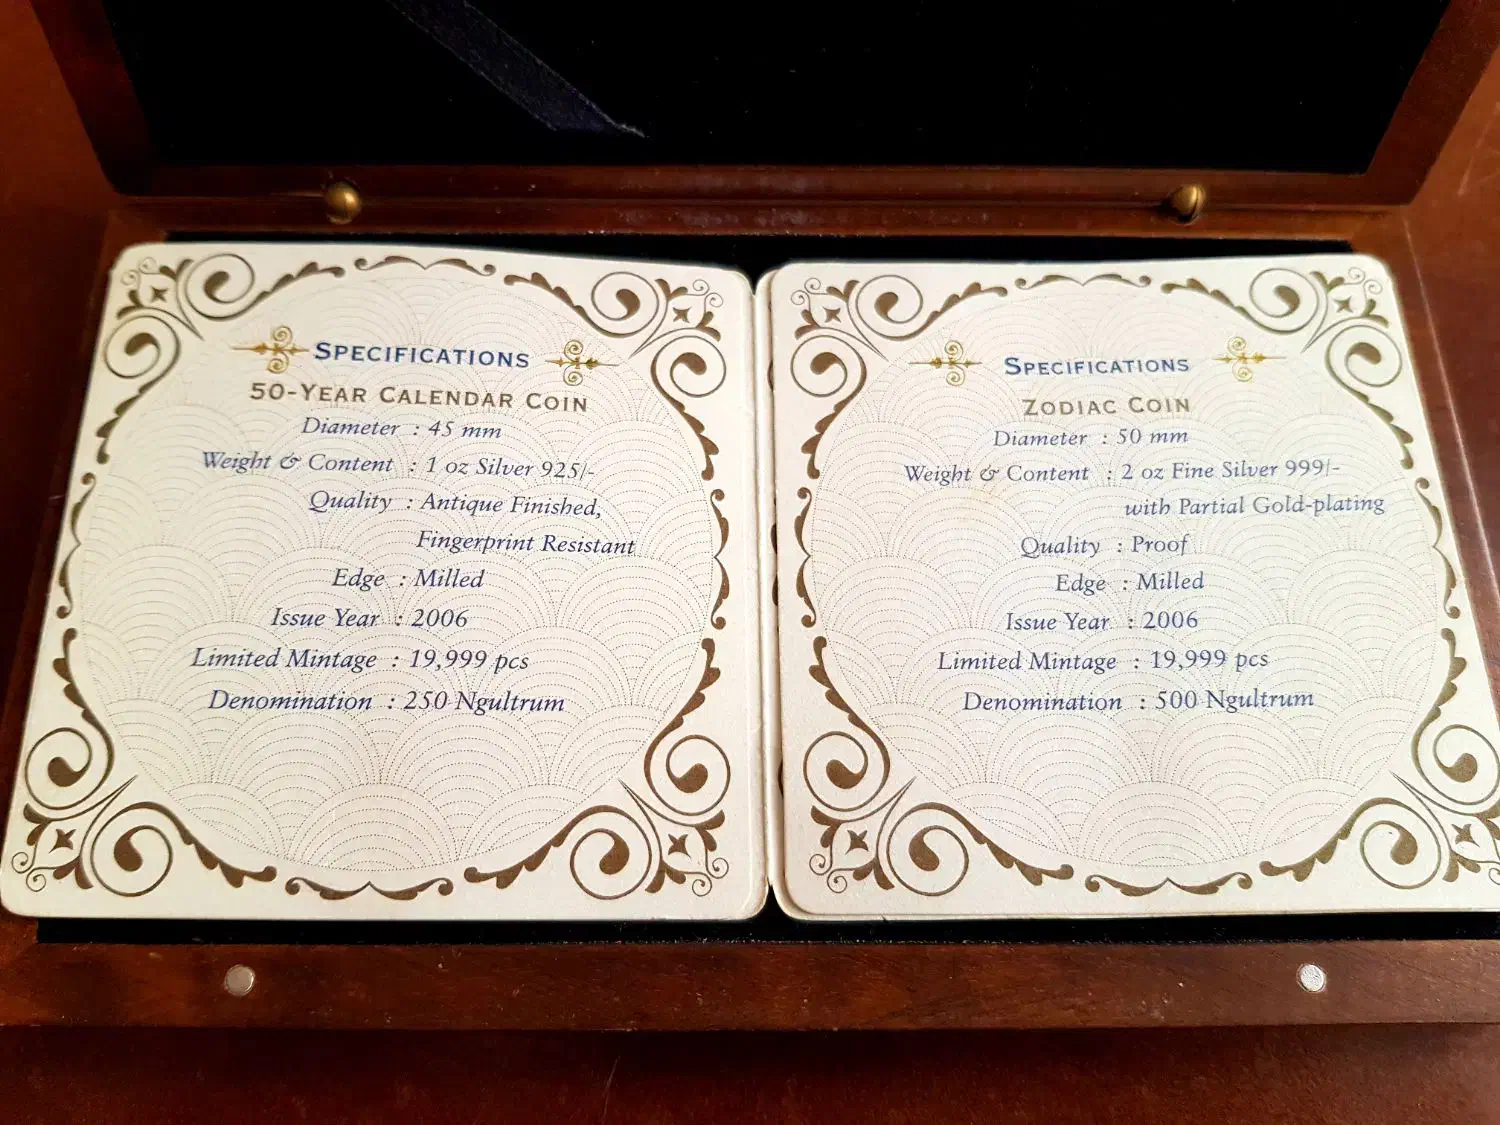 SPECIFICATIONS
50-YEAR CALENDAR COIN
Diameter : 45 mm
Weight & Content : 1 oz Silver 925/-
Quality : Antique Finished,
Fingerprint Resistant
Edge : Milled
Issue Year : 2006
Limited Mintage : 19,999 pcs
Denomination : 250 Ngultrum
SPECIFICATIONS
ZODIAC COIN
Diameter : 50 mm
Weight & Content : 2 oz Fine Silver 999/-
with Partial Gold-plating
Quality : Proof
Edge : Milled
Issue Year : 2006
Limited Mintage : 19,999 pcs
Denomination : 500 Ngultrum